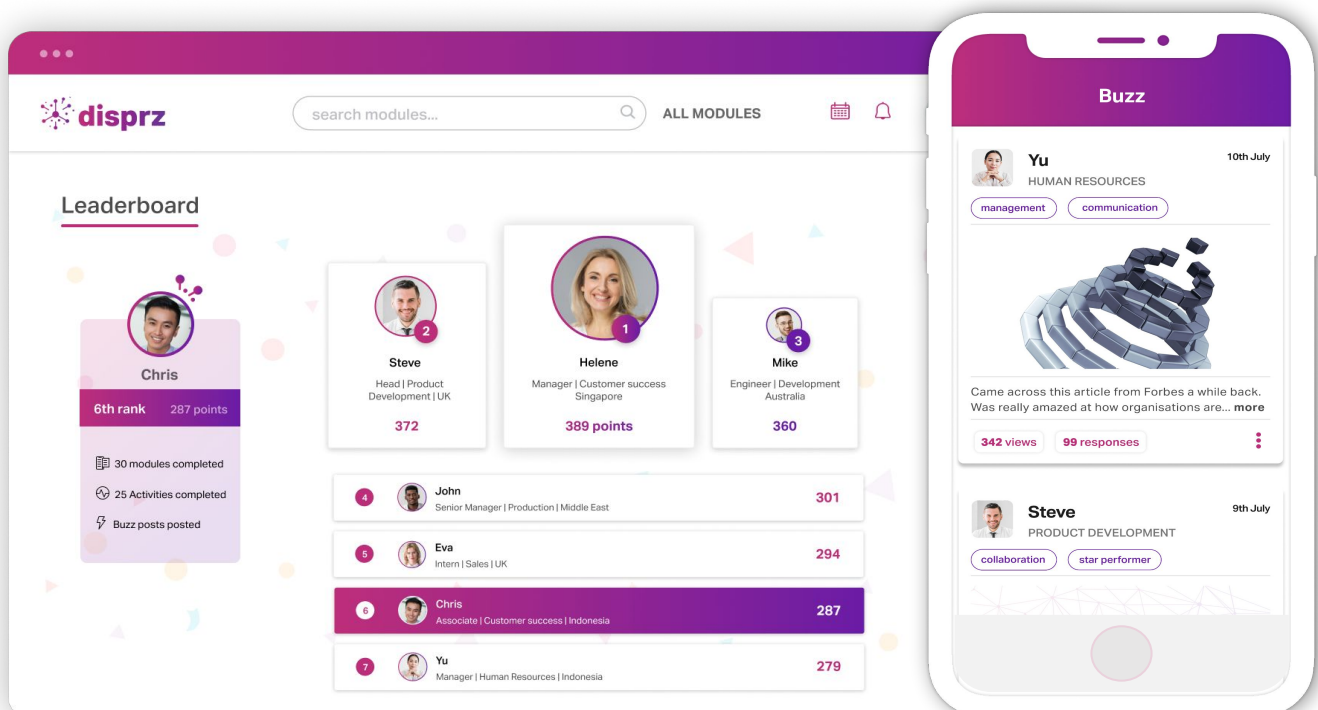 disprz
search modules...
ALL MODULES
Leaderboard
Chris
6th rank 287 points
30 modules completed
25 Activities completed
Buzz posts posted
2
Steve
Head | Product
Development | UK
372
1
Helene
Manager | Customer success
Singapore
389 points
3
Mike
Engineer | Development
Australia
360
4
John
Senior Manager | Production | Middle East
301
5
Eva
Intern | Sales | UK
294
6
Chris
Associate | Customer success | Indonesia
287
7
Yu
Manager | Human Resources | Indonesia
279
Buzz
Yu
10th July
HUMAN RESOURCES
management communication
Came across this article from Forbes a while back.
Was really amazed at how organisations are... more
342 views 99 responses
Steve
9th July
PRODUCT DEVELOPMENT
collaboration star performer